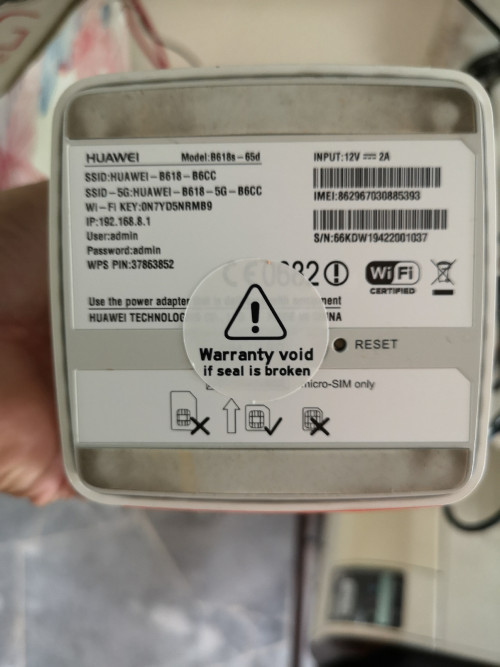 HUAWEI Model:B618s-65d
SSID:HUAWEI-B618-B6CC
SSID-5G:HUAWEI-B618-5G-B6CC
Wi-Fi KEY:0N7YD5NRMB9
IP:192.168.8.1
User:admin
Password:admin
WPS PIN:37863852
INPUT:12V 2A
IMEI:862967030885393
S/N:66KDW19422001037
CE0682
Wi Fi
CERTIFIED
Use the power adapter
HUAWEI TECHNOLOG
Warranty void
if seal is broken
RESET
micro-SIM only